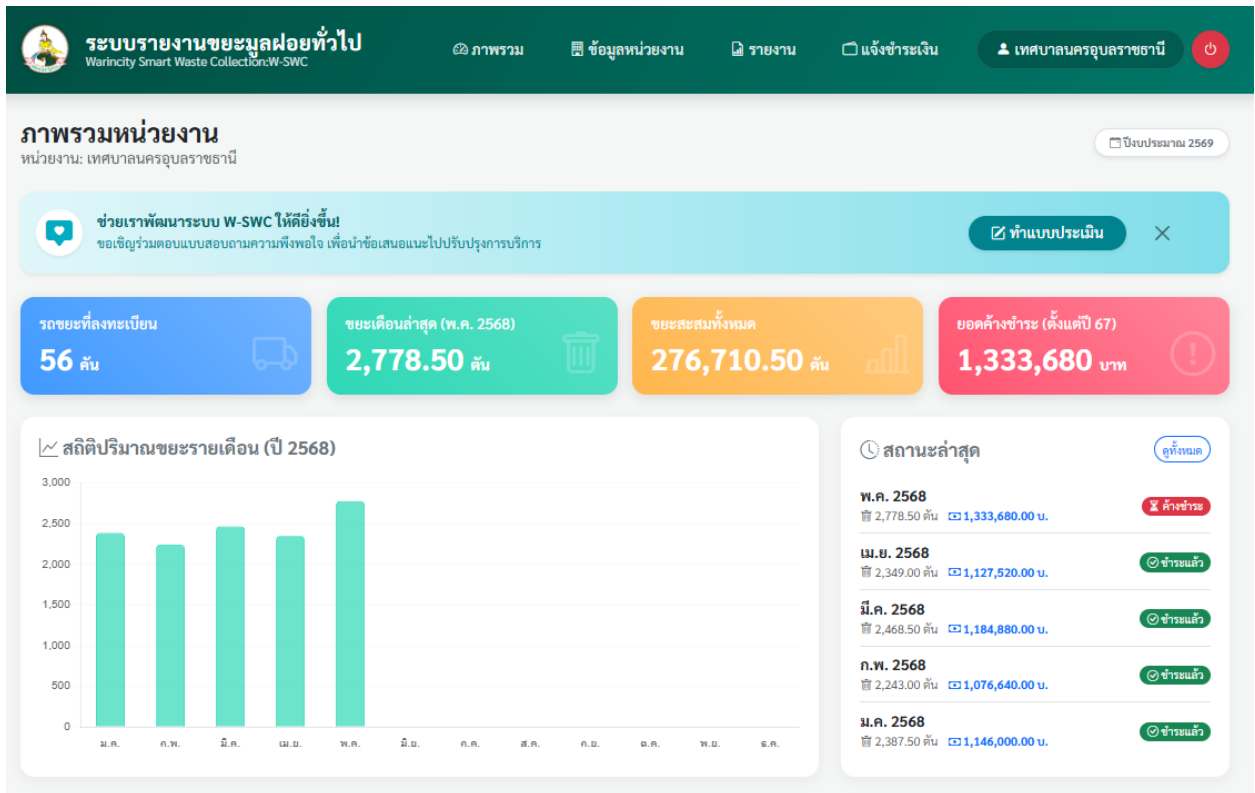 ระบบรายงานขยะมูลฝอยทั่วไป
Warincity Smart Waste Collection:W-SWC
ภาพรวม
ข้อมูลหน่วยงาน
รายงาน
แจ้งชำระเงิน
เทศบาลนครอุบลราชธานี
ภาพรวมหน่วยงาน
หน่วยงาน: เทศบาลนครอุบลราชธานี
ปีงบประมาณ 2569
ช่วยเราพัฒนาระบบ W-SWC ให้ดียิ่งขึ้น!
ขอเชิญร่วมตอบแบบสอบถามความพึงพอใจ เพื่อนำข้อเสนอแนะไปปรับปรุงการบริการ
ทำแบบประเมิน
รถขยะที่ลงทะเบียน
56 คัน
ขยะเดือนล่าสุด (พ.ค. 2568)
2,778.50 ตัน
ขยะสะสมทั้งหมด
276,710.50 ตัน
ยอดค้างชำระ (ตั้งแต่ปี 67)
1,333,680 บาท
สถิติปริมาณขยะรายเดือน (ปี 2568)
3,000
2,500
2,000
1,500
1,000
500
0
ม.ค. ก.พ. มี.ค. เม.ย. พ.ค. มิ.ย. ก.ค. ส.ค. ก.ย. ต.ค. พ.ย. ธ.ค.
สถานะล่าสุด
ดูทั้งหมด
พ.ค. 2568
2,778.50 ตัน 1,333,680.00 บ.
ค้างชำระ
เม.ย. 2568
2,349.00 ตัน 1,127,520.00 บ.
ชำระแล้ว
มี.ค. 2568
2,468.50 ตัน 1,184,880.00 บ.
ชำระแล้ว
ก.พ. 2568
2,243.00 ตัน 1,076,640.00 บ.
ชำระแล้ว
ม.ค. 2568
2,387.50 ตัน 1,146,000.00 บ.
ชำระแล้ว